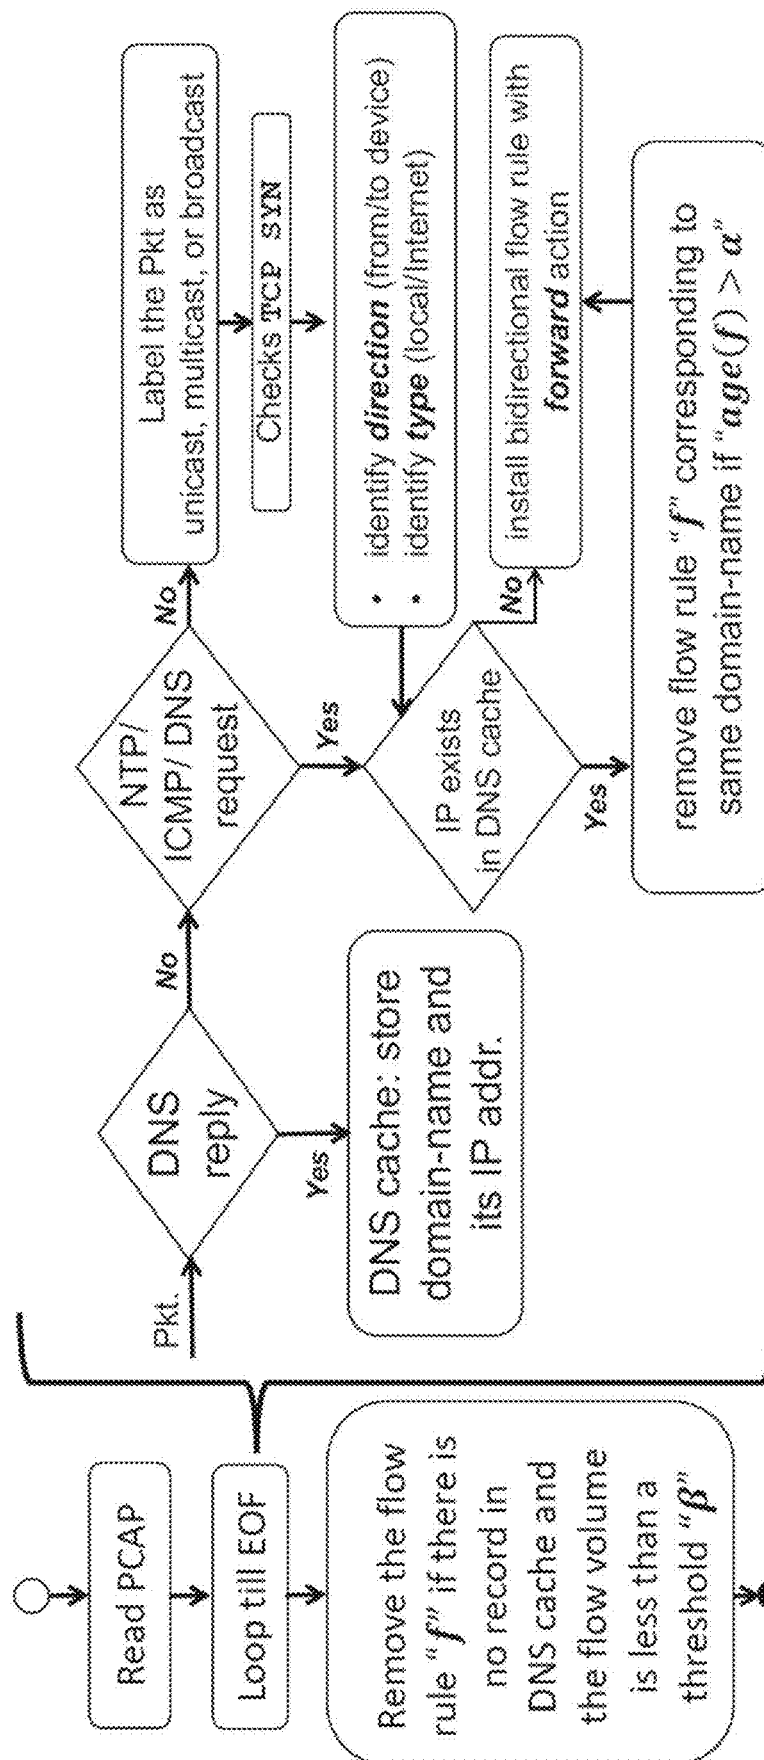 Read PCAP
Loop till EOF
Remove the flow
rule “f” if there is
no record in
DNS cache and
the flow volume
is less than a
threshold “β”
Pkt.
DNS
reply
No
Yes
DNS cache: store
domain-name and
its IP addr.
NTP/
ICMP/ DNS
request
No
Yes
Label the Pkt as
unicast, multicast, or broadcast
Checks TCP SYN
• identify direction (from/to device)
• identify type (local/Internet)
IP exists
in DNS cache
No
Yes
install bidirectional flow rule with
forward action
remove flow rule “f” corresponding to
same domain-name if “age(f) > α”